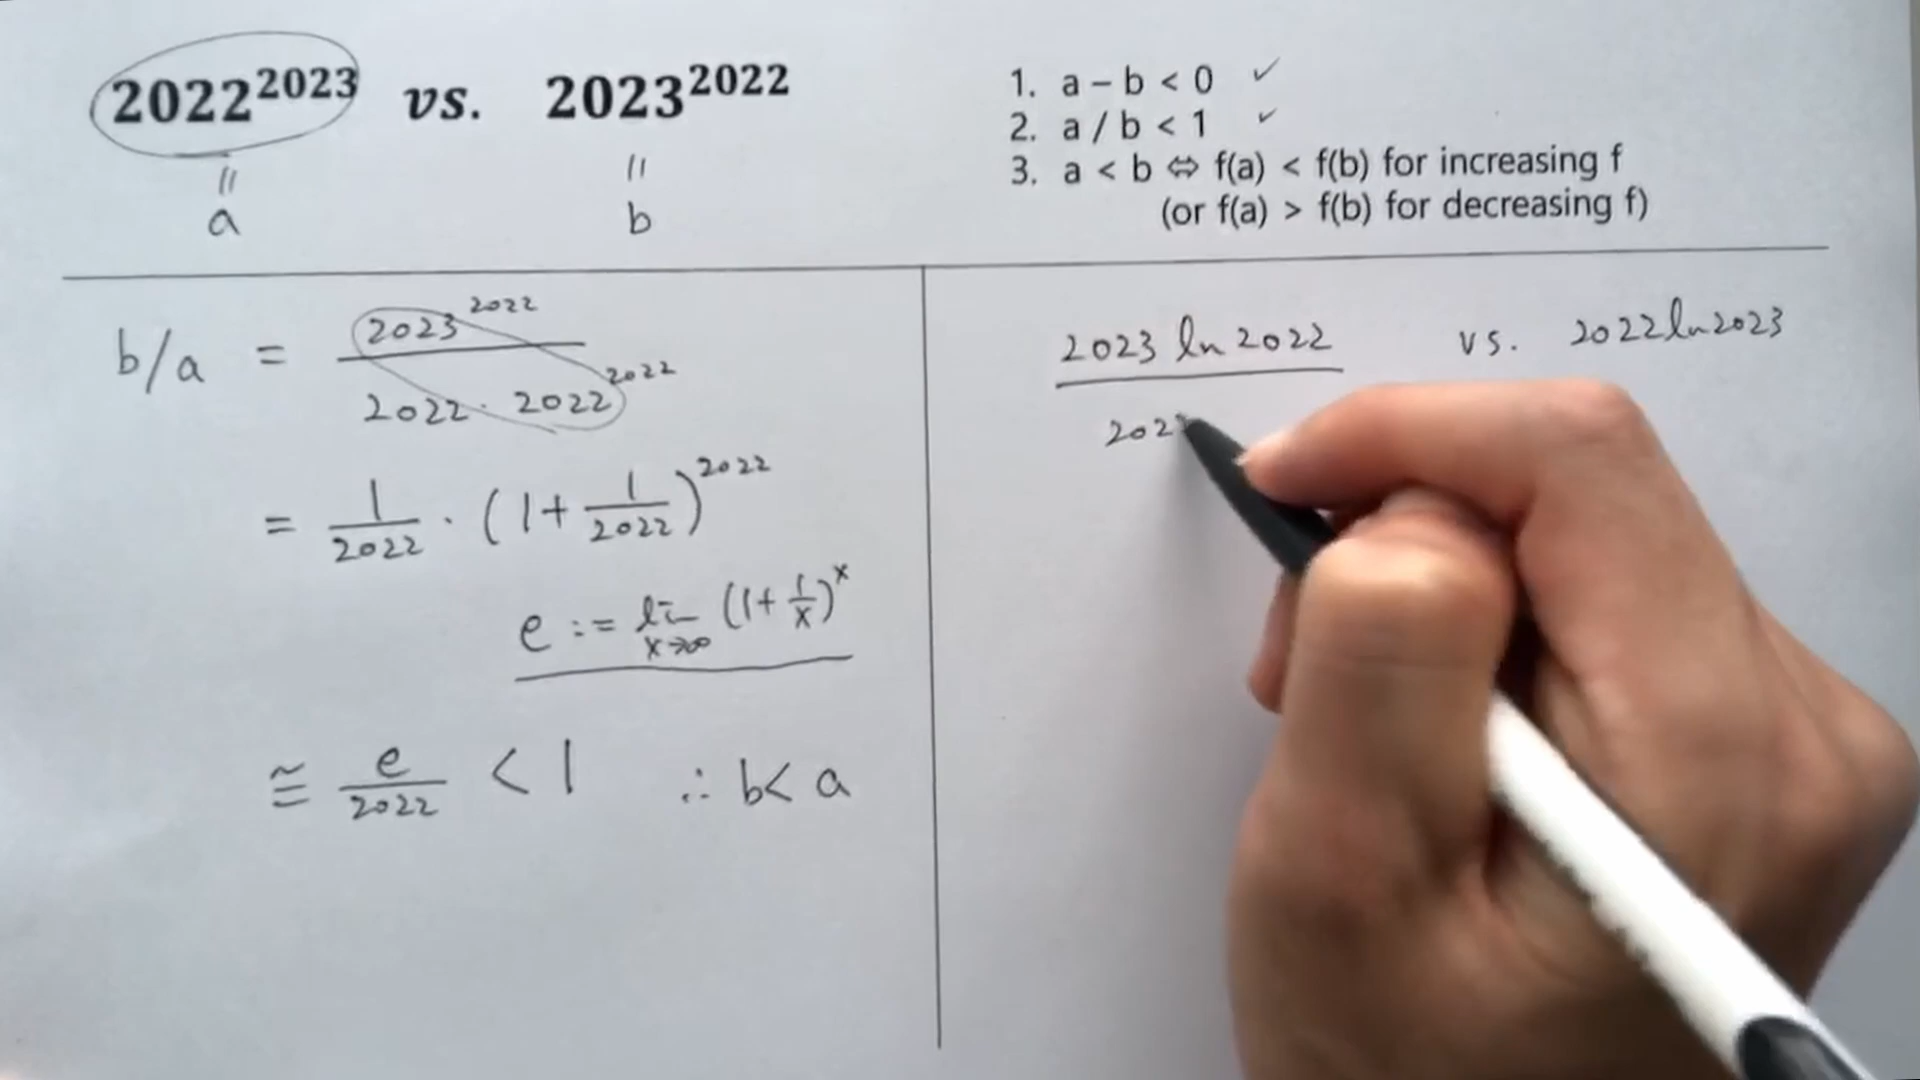 2022^2023 vs. 2023^2022
= =
a b
1. a – b < 0 ✓
2. a / b < 1 ✓
3. a < b ⇔ f(a) < f(b) for increasing f
(or f(a) > f(b) for decreasing f)
b/a = 2023^2022 / (2022 · 2022^2022)
= 1/2022 · (1 + 1/2022)^2022
e := lim x→∞ (1 + 1/x)^x
≅ e/2022 < 1 ∴ b < a
2023 ln 2022 vs. 2022 ln 2023